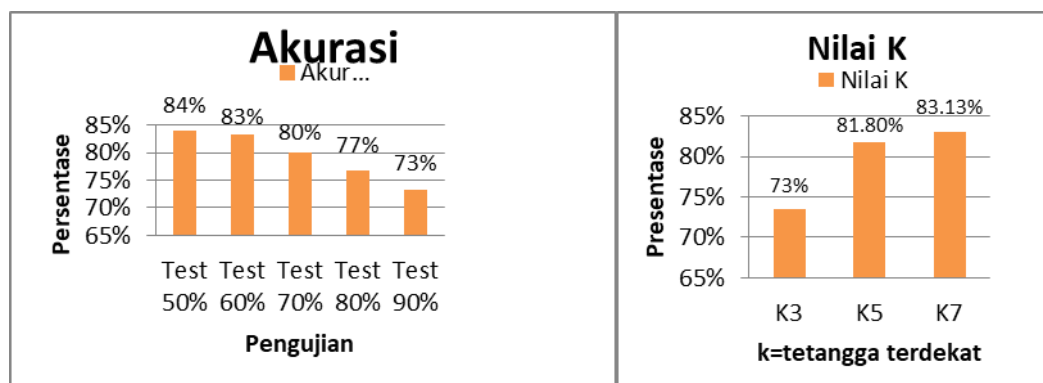 Akurasi
Akur...
84%
83%
80%
77%
73%
85%
80%
75%
70%
65%
Persentase
Test 50%
Test 60%
Test 70%
Test 80%
Test 90%
Pengujian
Nilai K
Nilai K
83.13%
81.80%
73%
85%
80%
75%
70%
65%
Presentase
K3 K5 K7
k=tetangga terdekat